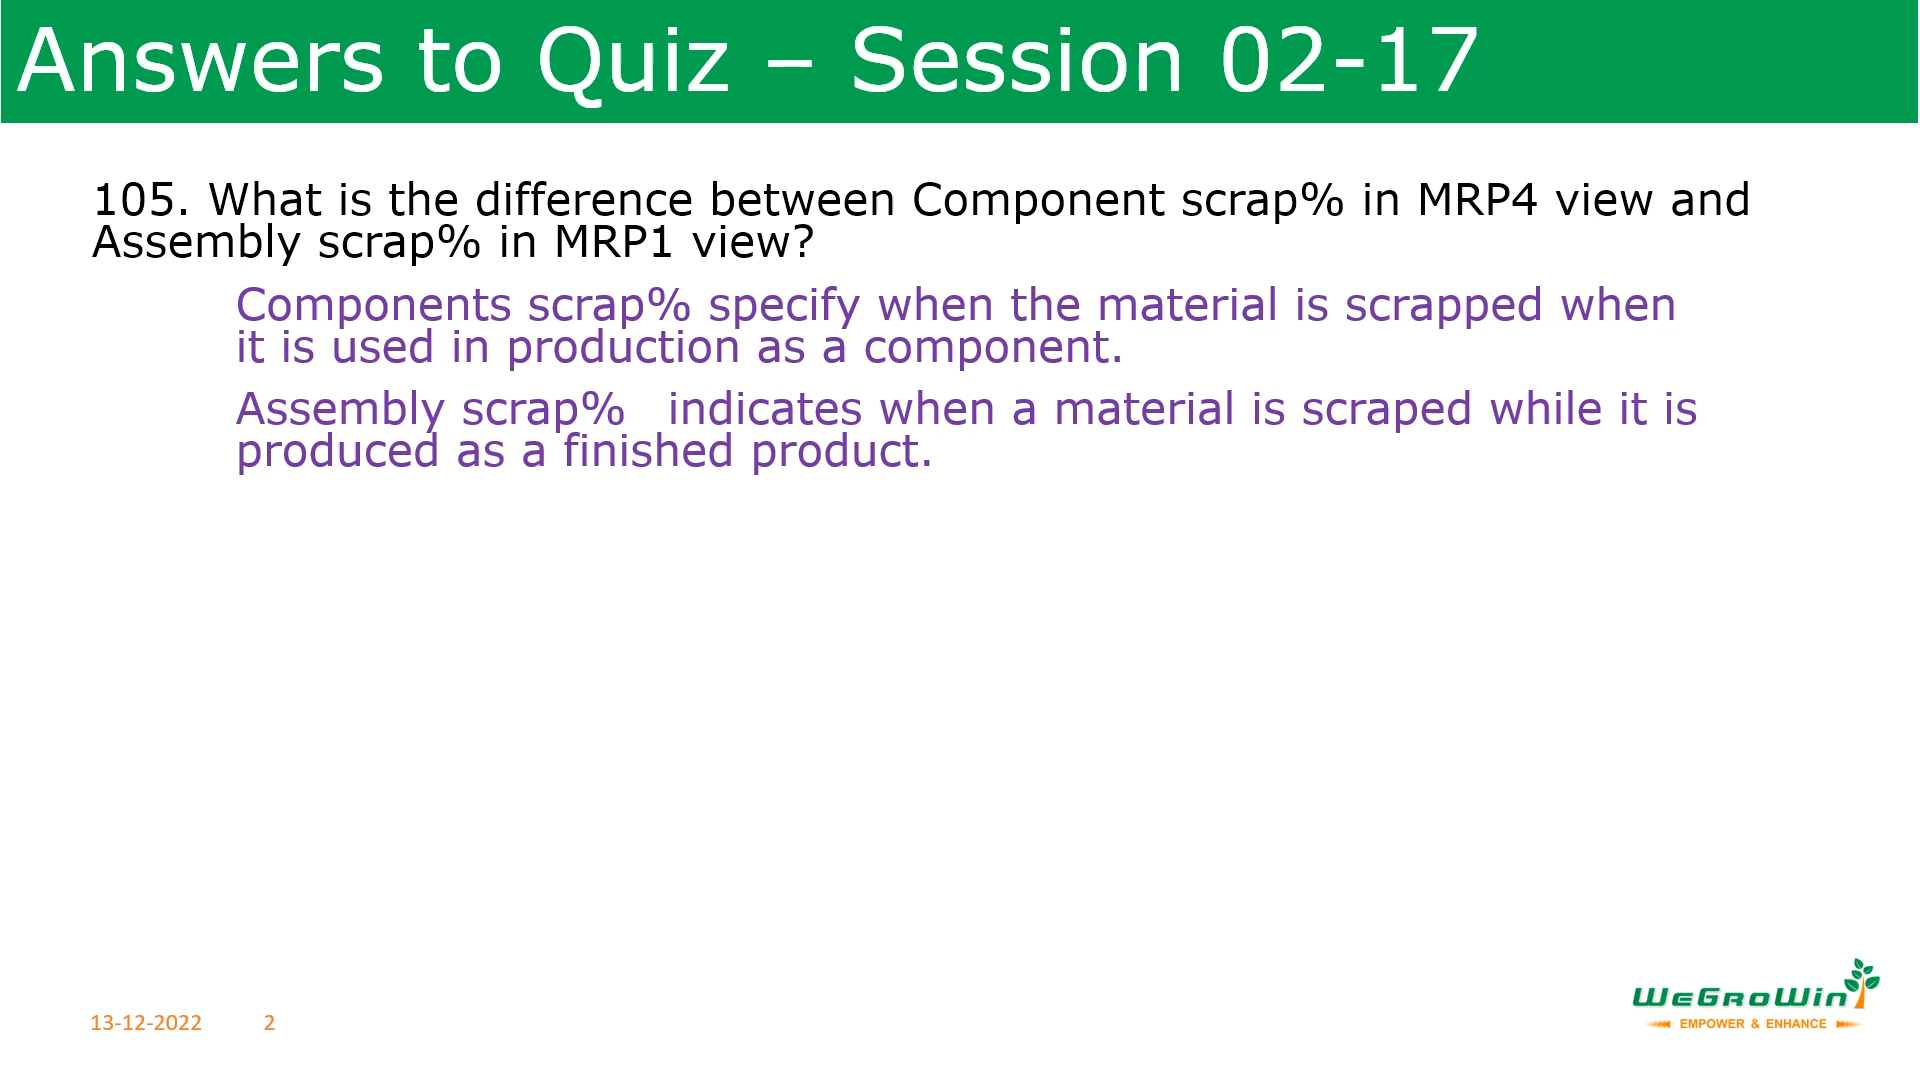 Answers to Quiz – Session 02-17
105. What is the difference between Component scrap% in MRP4 view and
Assembly scrap% in MRP1 view?
Components scrap% specify when the material is scrapped when
it is used in production as a component.
Assembly scrap% indicates when a material is scraped while it is
produced as a finished product.
13-12-2022 2
WeGroWin
EMPOWER & ENHANCE